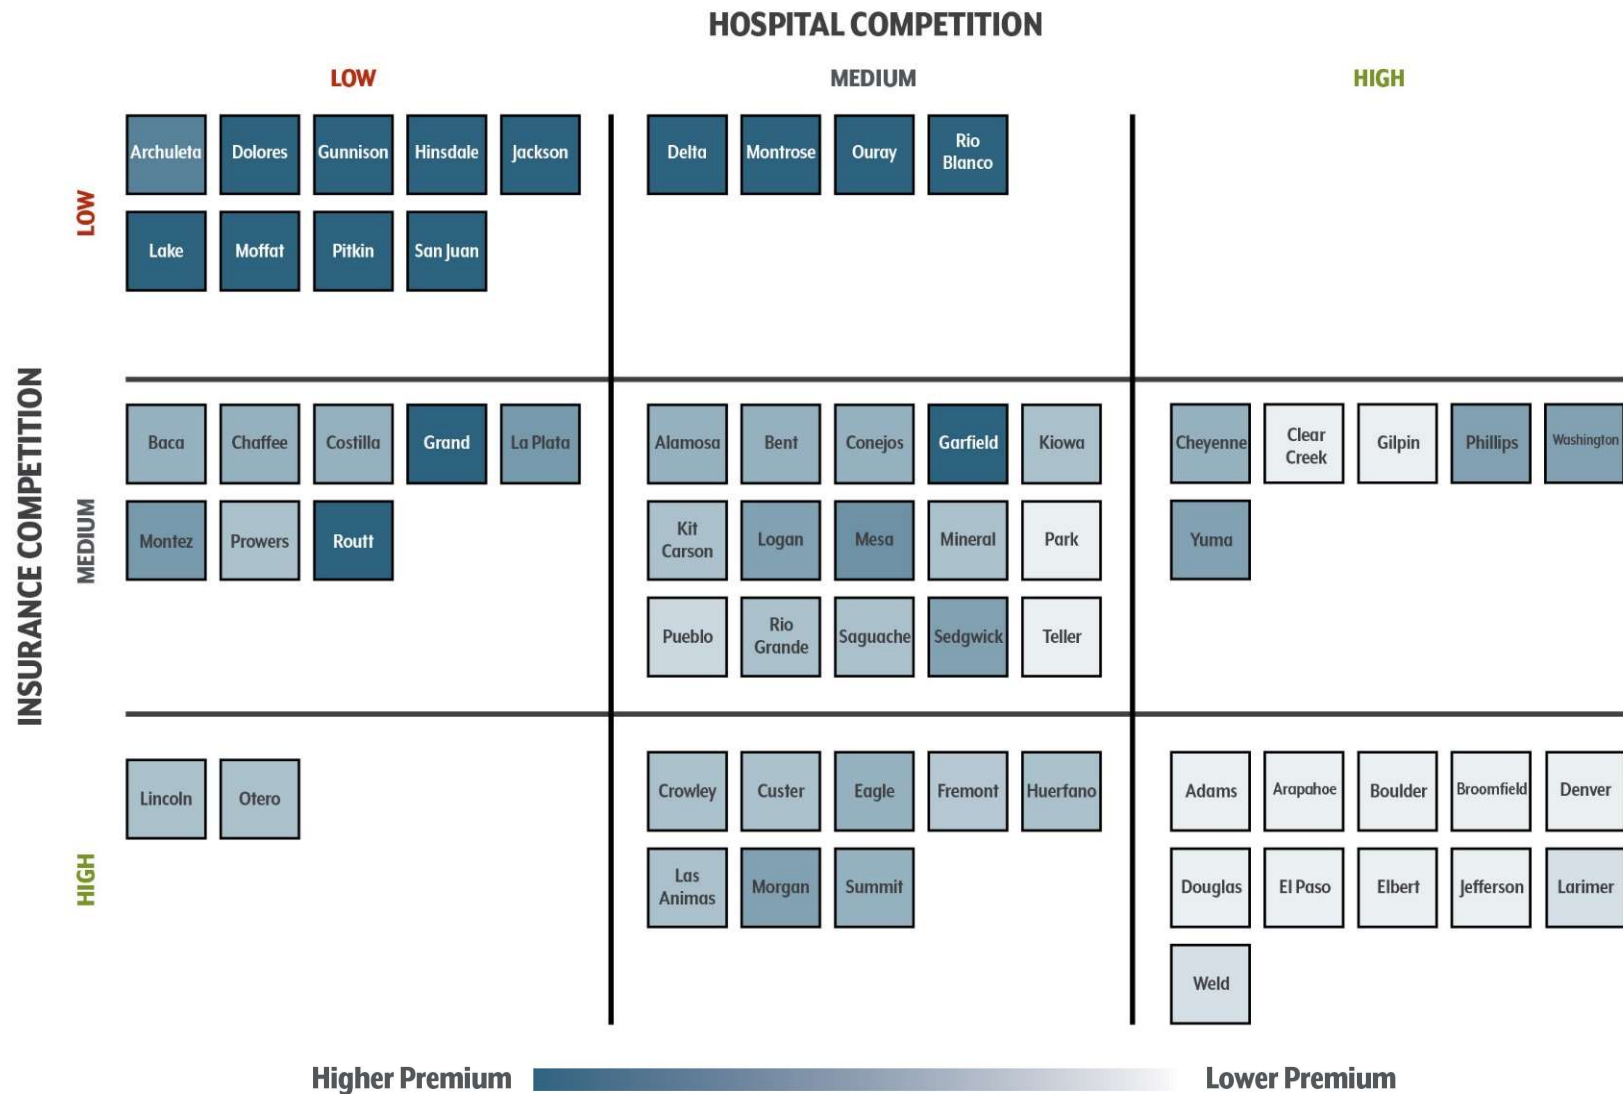 HOSPITAL COMPETITION
LOW
MEDIUM
HIGH
INSURANCE COMPETITION
LOW
Archuleta
Dolores
Gunnison
Hinsdale
Jackson
Lake
Moffat
Pitkin
San Juan
Delta
Montrose
Ouray
Rio
Blanco
MEDIUM
Baca
Chaffee
Costilla
Grand
La Plata
Montez
Prowers
Routt
Alamosa
Bent
Conejos
Garfield
Kiowa
Kit
Carson
Logan
Mesa
Mineral
Park
Pueblo
Rio
Grande
Saguache
Sedgwick
Teller
Cheyenne
Clear
Creek
Gilpin
Phillips
Washington
Yuma
HIGH
Lincoln
Otero
Crowley
Custer
Eagle
Fremont
Huerfano
Las
Animas
Morgan
Summit
Adams
Arapahoe
Boulder
Broomfield
Denver
Douglas
El Paso
Elbert
Jefferson
Larimer
Weld
Higher Premium
Lower Premium